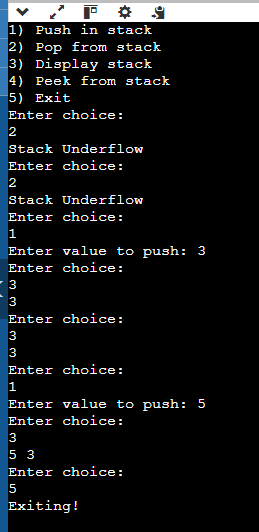 1) Push in stack
2) Pop from stack
3) Display stack
4) Peek from stack
5) Exit
Enter choice:
2
Stack Underflow
Enter choice:
2
Stack Underflow
Enter choice:
1
Enter value to push: 3
Enter choice:
3
3
Enter choice:
3
3
Enter choice:
1
Enter value to push: 5
Enter choice:
3
5 3
Enter choice:
5
Exiting!